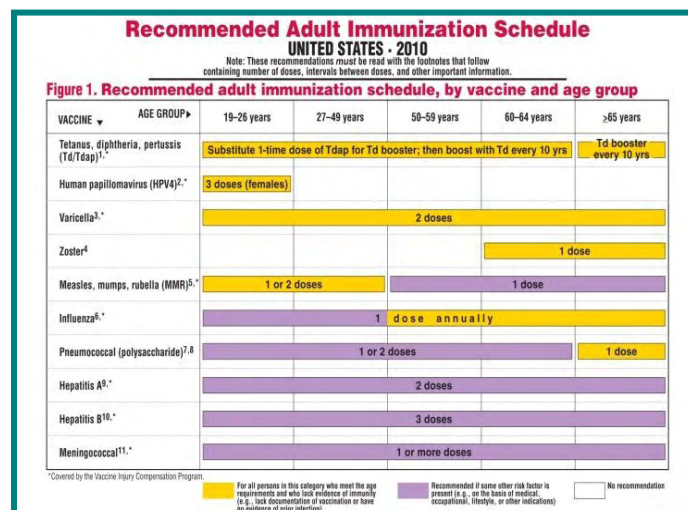 Recommended Adult Immunization Schedule
UNITED STATES · 2010
Note: These recommendations must be read with the footnotes that follow
containing number of doses, intervals between doses, and other important information.
Figure 1. Recommended adult immunization schedule, by vaccine and age group
VACCINE ▼ AGE GROUP▶ 19–26 years 27–49 years 50–59 years 60–64 years ≥65 years
Tetanus, diphtheria, pertussis
(Td/Tdap)1,* Substitute 1-time dose of Tdap for Td booster; then boost with Td every 10 yrs Td booster
every 10 yrs
Human papillomavirus (HPV4)2,* 3 doses (females)
Varicella3,* 2 doses
Zoster4 1 dose
Measles, mumps, rubella (MMR)5,* 1 or 2 doses 1 dose
Influenza6,* 1 dose annually
Pneumococcal (polysaccharide)7,8 1 or 2 doses 1 dose
Hepatitis A9,* 2 doses
Hepatitis B10,* 3 doses
Meningococcal11,* 1 or more doses
*Covered by the Vaccine Injury Compensation Program.
For all persons in this category who meet the age
requirements and who lack evidence of immunity
(e.g., lack documentation of vaccination or have
no evidence of prior infection)
Recommended if some other risk factor is
present (e.g., on the basis of medical,
occupational, lifestyle, or other indications)
No recommendation